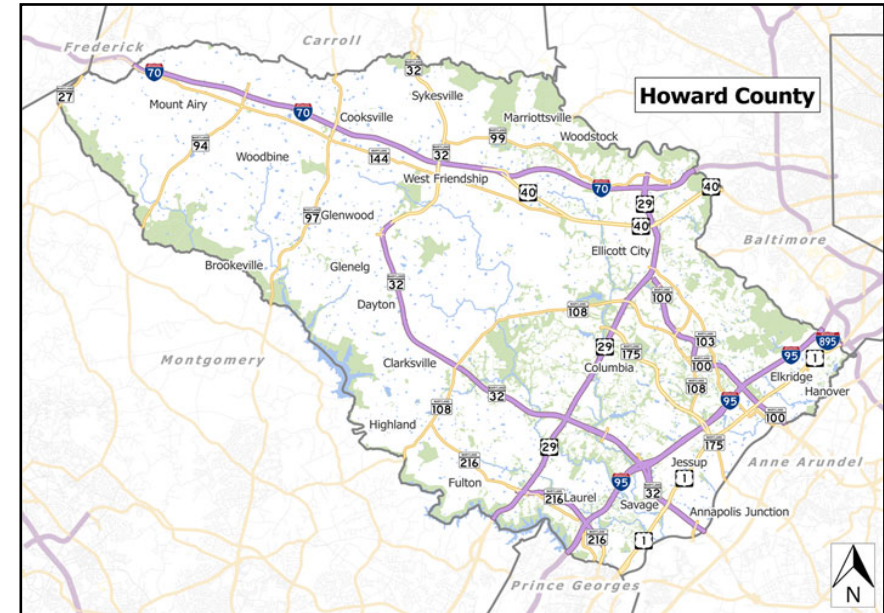 Frederick
Carroll
70
32
27
Mount Airy
Sykesville
Howard County
70
Cooksville
Marriottsville
94
99
Woodstock
Woodbine
144
32
West Friendship
40
70
40
29
97
Glenwood
40
Ellicott City
Baltimore
Brookeville
Glenelg
32
Dayton
100
108
895
Montgomery
29
103
95
1
Clarksville
175
Columbia
100
Elkridge
32
108
Hanover
108
95
100
Highland
29
175
216
Jessup
Anne Arundel
Fulton
95
1
216
Laurel
32
Savage
Annapolis Junction
216
1
Prince Georges
N